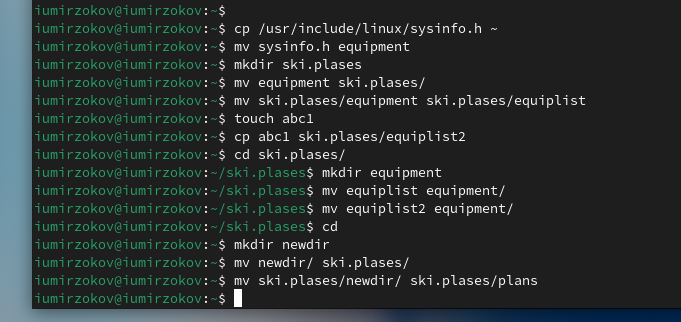 iumirzokov@iumirzokov:~$
iumirzokov@iumirzokov:~$ cp /usr/include/linux/sysinfo.h ~
iumirzokov@iumirzokov:~$ mv sysinfo.h equipment
iumirzokov@iumirzokov:~$ mkdir ski.plases
iumirzokov@iumirzokov:~$ mv equipment ski.plases/
iumirzokov@iumirzokov:~$ mv ski.plases/equipment ski.plases/equiplist
iumirzokov@iumirzokov:~$ touch abc1
iumirzokov@iumirzokov:~$ cp abc1 ski.plases/equiplist2
iumirzokov@iumirzokov:~$ cd ski.plases/
iumirzokov@iumirzokov:~/ski.plases$ mkdir equipment
iumirzokov@iumirzokov:~/ski.plases$ mv equiplist equipment/
iumirzokov@iumirzokov:~/ski.plases$ mv equiplist2 equipment/
iumirzokov@iumirzokov:~/ski.plases$ cd
iumirzokov@iumirzokov:~$ mkdir newdir
iumirzokov@iumirzokov:~$ mv newdir/ ski.plases/
iumirzokov@iumirzokov:~$ mv ski.plases/newdir/ ski.plases/plans
iumirzokov@iumirzokov:~$